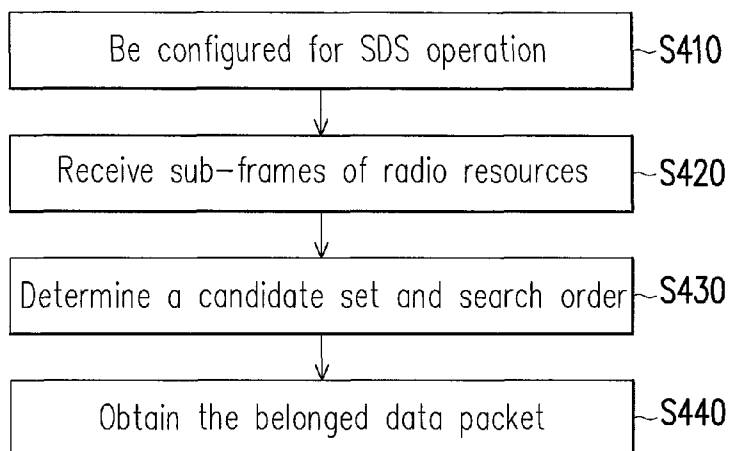 Be configured for SDS operation S410
Receive sub-frames of radio resources S420
Determine a candidate set and search order S430
Obtain the belonged data packet S440